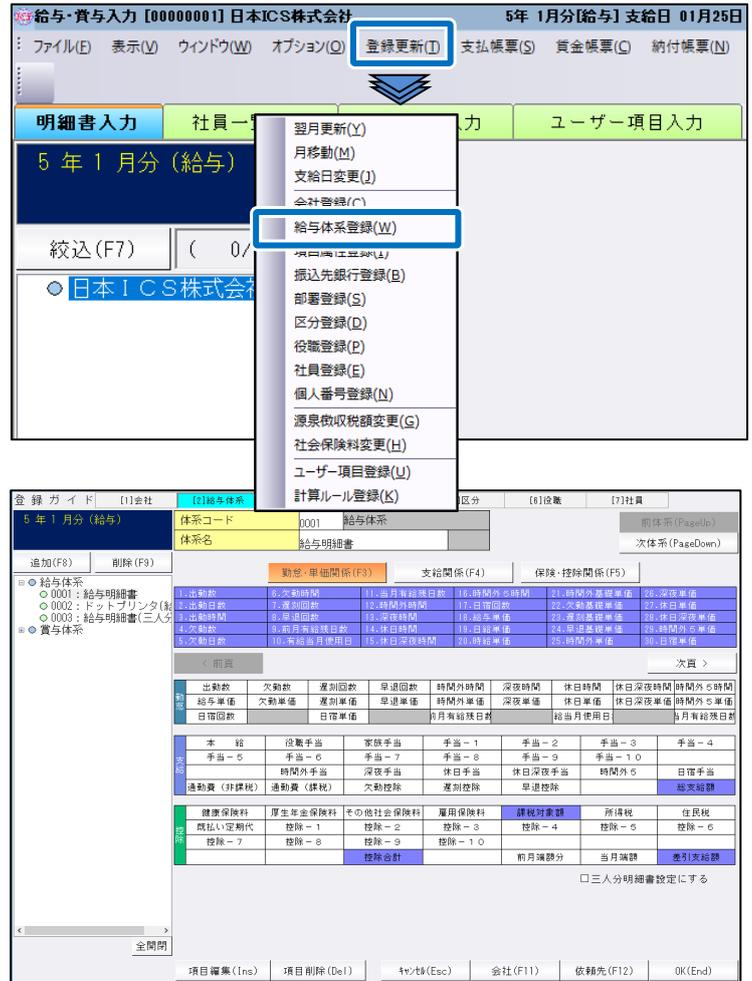 給与・賞与入力 [00000001] 日本ICS株式会社 5年 1月分[給与] 支給日 01月25日
ファイル(F) 表示(V) ウィンドウ(W) オプション(O) 登録更新(T) 支払帳票(S) 賃金帳票(C) 納付帳票(N)
明細書入力 社員一 入力 ユーザー項目入力
5 年 1 月分 (給与)
絞込(F7) ( 0/
日本ＩＣＳ株式会社
翌月更新(Y)
月移動(M)
支給日変更(J)
会社登録(C)
給与体系登録(W)
項目属性登録(I)
振込先銀行登録(B)
部署登録(S)
区分登録(D)
役職登録(P)
社員登録(E)
個人番号登録(N)
源泉徴収税額変更(G)
社会保険料変更(H)
ユーザー項目登録(U)
計算ルール登録(K)
登 録 ガ イ ド [1]会社 [2]給与体系 区分 [6]役職 [7]社員
5 年 1 月分 (給与)
体系コード 0001 給与体系 前体系(PageUp)
体系名 給与明細書 次体系(PageDown)
追加(F8) 削除(F9)
勤怠・単価関係(F3) 支給関係(F4) 保険・控除関係(F5)
給与体系
0001：給与明細書
0002：ドットプリンタ(給
0003：給与明細書(三人分
賞与体系
1.出勤数 6.欠勤時間 11.当月有給残日数 16.時間外５時間 21.時間外基礎単価 26.深夜単価
2.出勤日数 7.遅刻回数 12.時間外時間 17.日宿回数 22.欠勤基礎単価 27.休日単価
3.出勤時間 8.早退回数 13.深夜時間 18.給与単価 23.遅刻基礎単価 28.休日深夜単価
4.欠勤数 9.前月有給残日数 14.休日時間 19.日給単価 24.早退基礎単価 29.時間外５単価
5.欠勤日数 10.有給当月使用日 15.休日深夜時間 20.時給単価 25.時間外単価 30.日宿単価
< 前頁 次頁 >
勤怠
出勤数 欠勤数 遅刻回数 早退回数 時間外時間 深夜時間 休日時間 休日深夜時間 時間外５時間
給与単価 欠勤単価 遅刻単価 早退単価 時間外単価 深夜単価 休日単価 休日深夜単価 時間外５単価
日宿回数 日宿単価 前月有給残日数 給当月使用日 当月有給残日数
支給
本 給 役職手当 家族手当 手当－１ 手当－２ 手当－３ 手当－４
手当－５ 手当－６ 手当－７ 手当－８ 手当－９ 手当－１０
時間外手当 深夜手当 休日手当 休日深夜手当 時間外５ 日宿手当
通勤費 (非課税) 通勤費 (課税) 欠勤控除 遅刻控除 早退控除 総支給額
控除
健康保険料 厚生年金保険料 その他社会保険料 雇用保険料 課税対象額 所得税 住民税
既払い定期代 控除－１ 控除－２ 控除－３ 控除－４ 控除－５ 控除－６
控除－７ 控除－８ 控除－９ 控除－１０
控除合計 前月端額分 当月端額 差引支給額
□三人分明細書設定にする
全開閉
項目編集(Ins) 項目削除(Del) ｷｬﾝｾﾙ(Esc) 会社(F11) 依頼先(F12) OK(End)